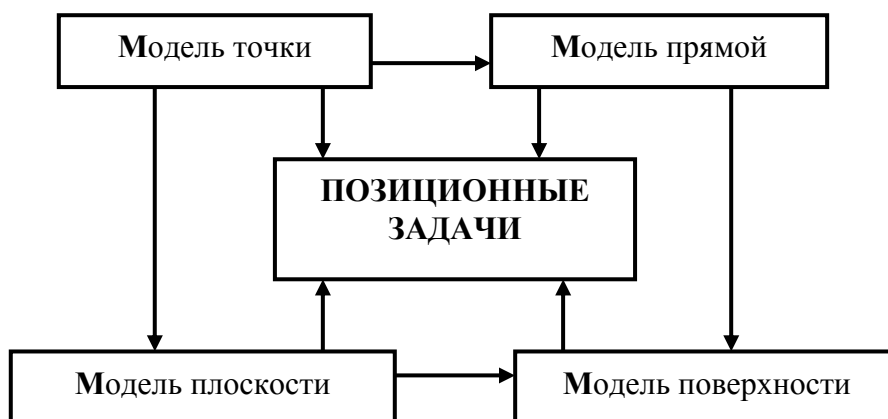 Модель точки
Модель прямой
ПОЗИЦИОННЫЕ
ЗАДАЧИ
Модель плоскости
Модель поверхности